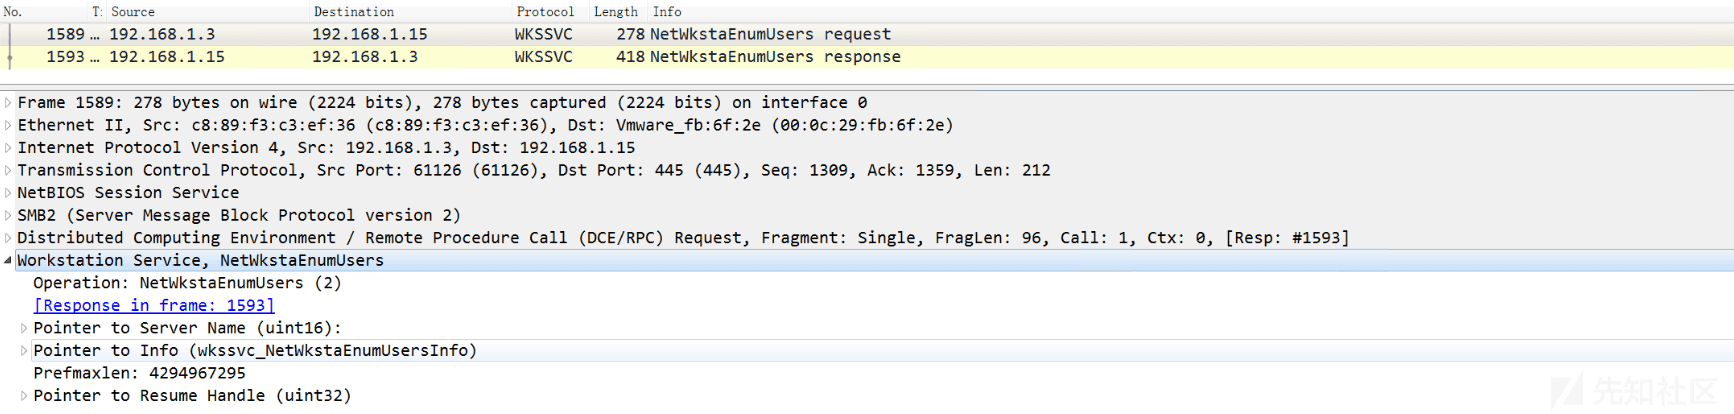 No. T: Source Destination Protocol Length Info
1589 … 192.168.1.3 192.168.1.15 WKSSVC 278 NetWkstaEnumUsers request
1593 … 192.168.1.15 192.168.1.3 WKSSVC 418 NetWkstaEnumUsers response
Frame 1589: 278 bytes on wire (2224 bits), 278 bytes captured (2224 bits) on interface 0
Ethernet II, Src: c8:89:f3:c3:ef:36 (c8:89:f3:c3:ef:36), Dst: Vmware_fb:6f:2e (00:0c:29:fb:6f:2e)
Internet Protocol Version 4, Src: 192.168.1.3, Dst: 192.168.1.15
Transmission Control Protocol, Src Port: 61126 (61126), Dst Port: 445 (445), Seq: 1309, Ack: 1359, Len: 212
NetBIOS Session Service
SMB2 (Server Message Block Protocol version 2)
Distributed Computing Environment / Remote Procedure Call (DCE/RPC) Request, Fragment: Single, FragLen: 96, Call: 1, Ctx: 0, [Resp: #1593]
Workstation Service, NetWkstaEnumUsers
Operation: NetWkstaEnumUsers (2)
[Response in frame: 1593]
Pointer to Server Name (uint16):
Pointer to Info (wkssvc_NetWkstaEnumUsersInfo)
Prefmaxlen: 4294967295
Pointer to Resume Handle (uint32)
先知社区